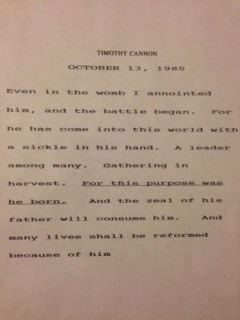 TIMOTHY CANNON
OCTOBER 13, 1985
Even in the womb I annointed
him, and the battle began. For
he has come into this world with
a sickle in his hand. A leader
among many. Gathering in
harvest. For this purpose was
he born. And the zeal of his
father will consume him. And
many lives shall be reformed
because of him